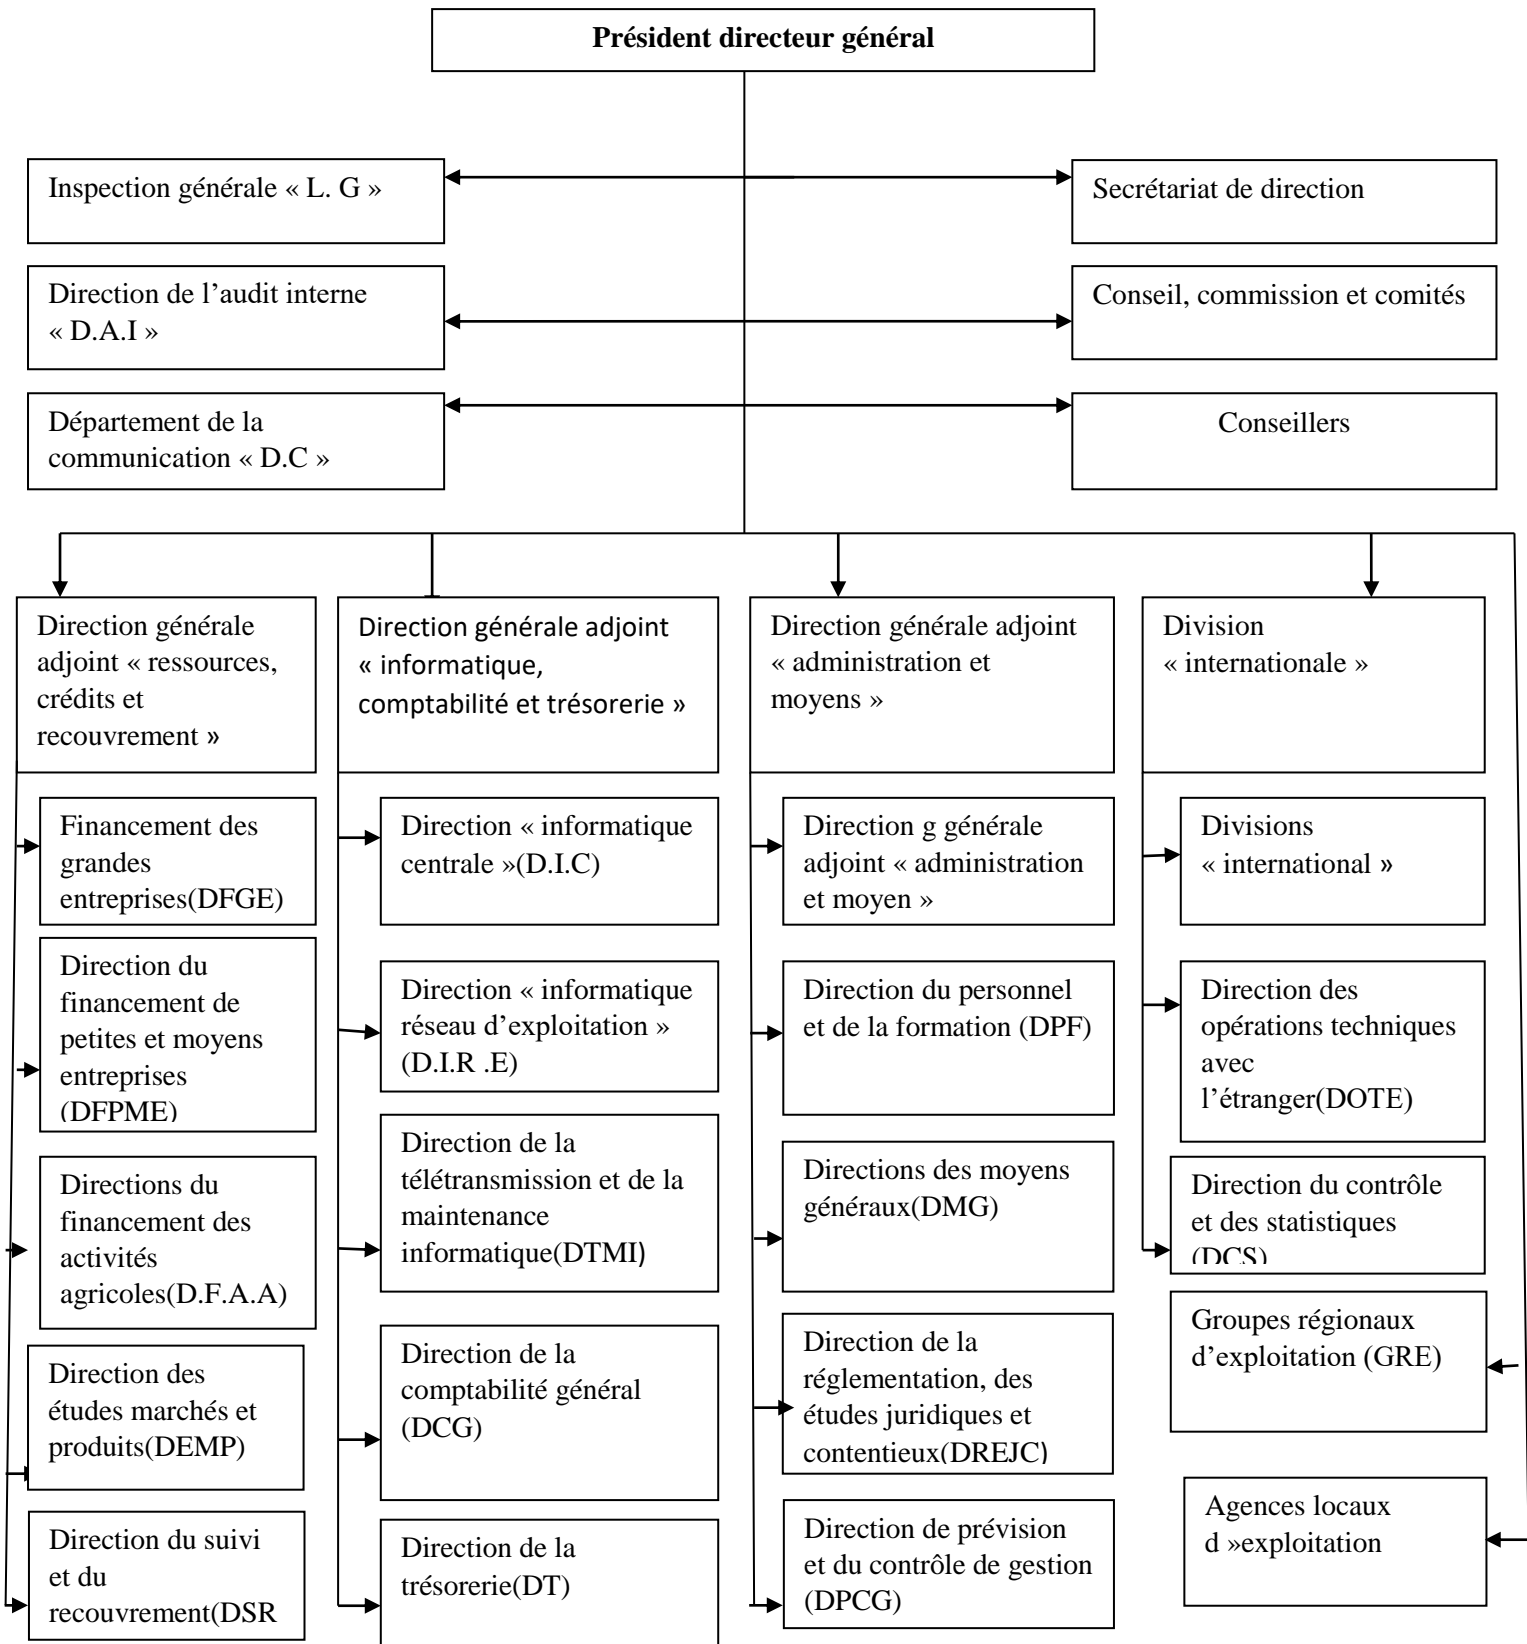 Président directeur général
Inspection générale « L. G »
Secrétariat de direction
Direction de l’audit interne
« D.A.I »
Conseil, commission et comités
Département de la
communication « D.C »
Conseillers
Direction générale
adjoint « ressources,
crédits et
recouvrement »
Direction générale adjoint
« informatique,
comptabilité et trésorerie »
Direction générale adjoint
« administration et
moyens »
Division
« internationale »
Financement des
grandes
entreprises(DFGE)
Direction du
financement de
petites et moyens
entreprises
(DFPME)
Directions du
financement des
activités
agricoles(D.F.A.A)
Direction des
études marchés et
produits(DEMP)
Direction du suivi
et du
recouvrement(DSR
Direction « informatique
centrale »(D.I.C)
Direction « informatique
réseau d’exploitation »
(D.I.R .E)
Direction de la
télétransmission et de la
maintenance
informatique(DTMI)
Direction de la
comptabilité général
(DCG)
Direction de la
trésorerie(DT)
Direction g générale
adjoint « administration
et moyen »
Direction du personnel
et de la formation (DPF)
Directions des moyens
généraux(DMG)
Direction de la
réglementation, des
études juridiques et
contentieux(DREJC)
Direction de prévision
et du contrôle de gestion
(DPCG)
Divisions
« international »
Direction des
opérations techniques
avec
l’étranger(DOTE)
Direction du contrôle
et des statistiques
(DCS)
Groupes régionaux
d’exploitation (GRE)
Agences locaux
d »exploitation